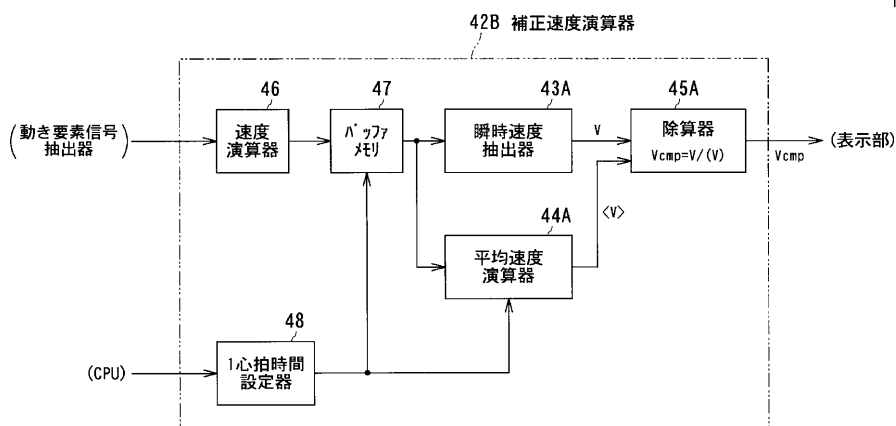 42B 補正速度演算器
46
47
43A
45A
(動き要素信号
抽出器)
速度
演算器
バッファ
メモリ
瞬時速度
抽出器
V
除算器
Vcmp=V/(V)
Vcmp
(表示部)
<V>
44A
平均速度
演算器
48
(CPU)
1心拍時間
設定器